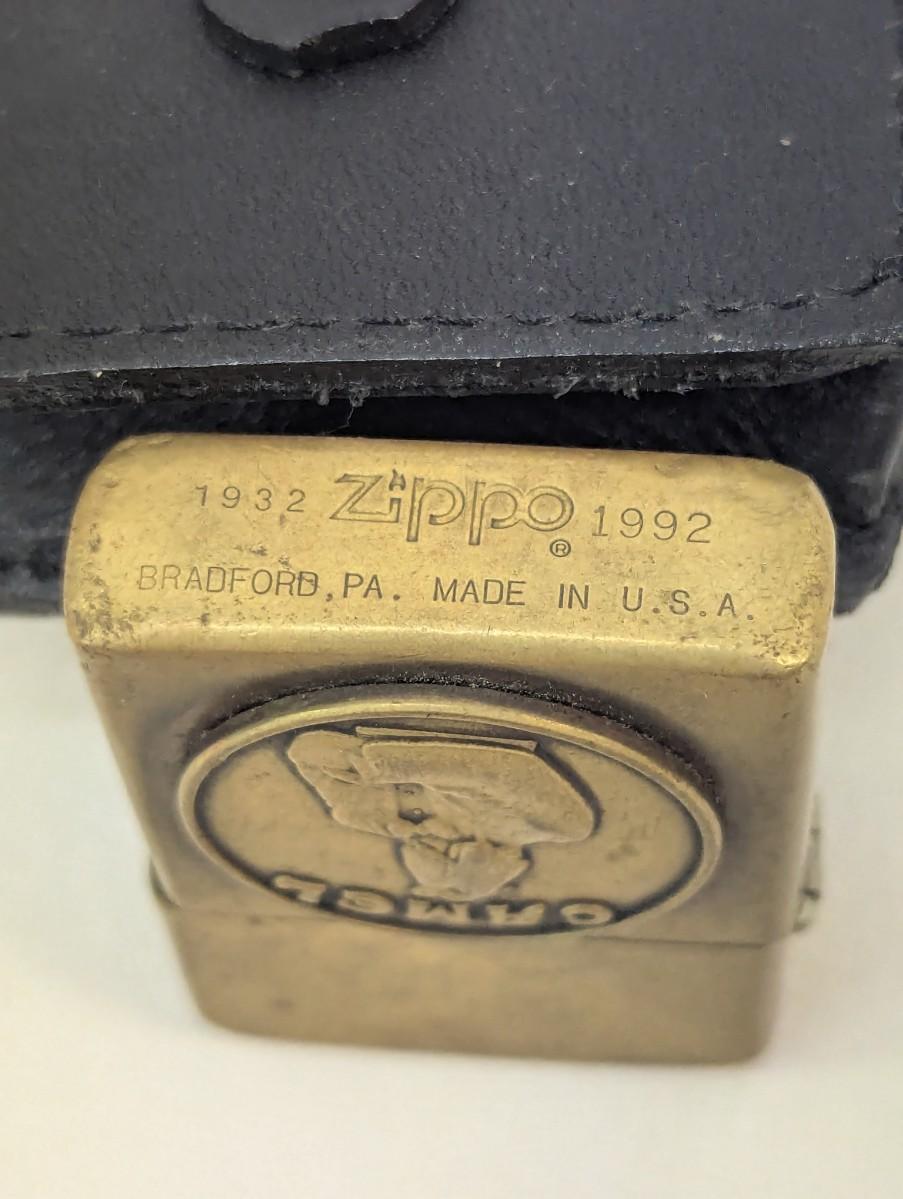 1932 Zippo® 1992
BRADFORD, PA. MADE IN U.S.A.
CAMEL